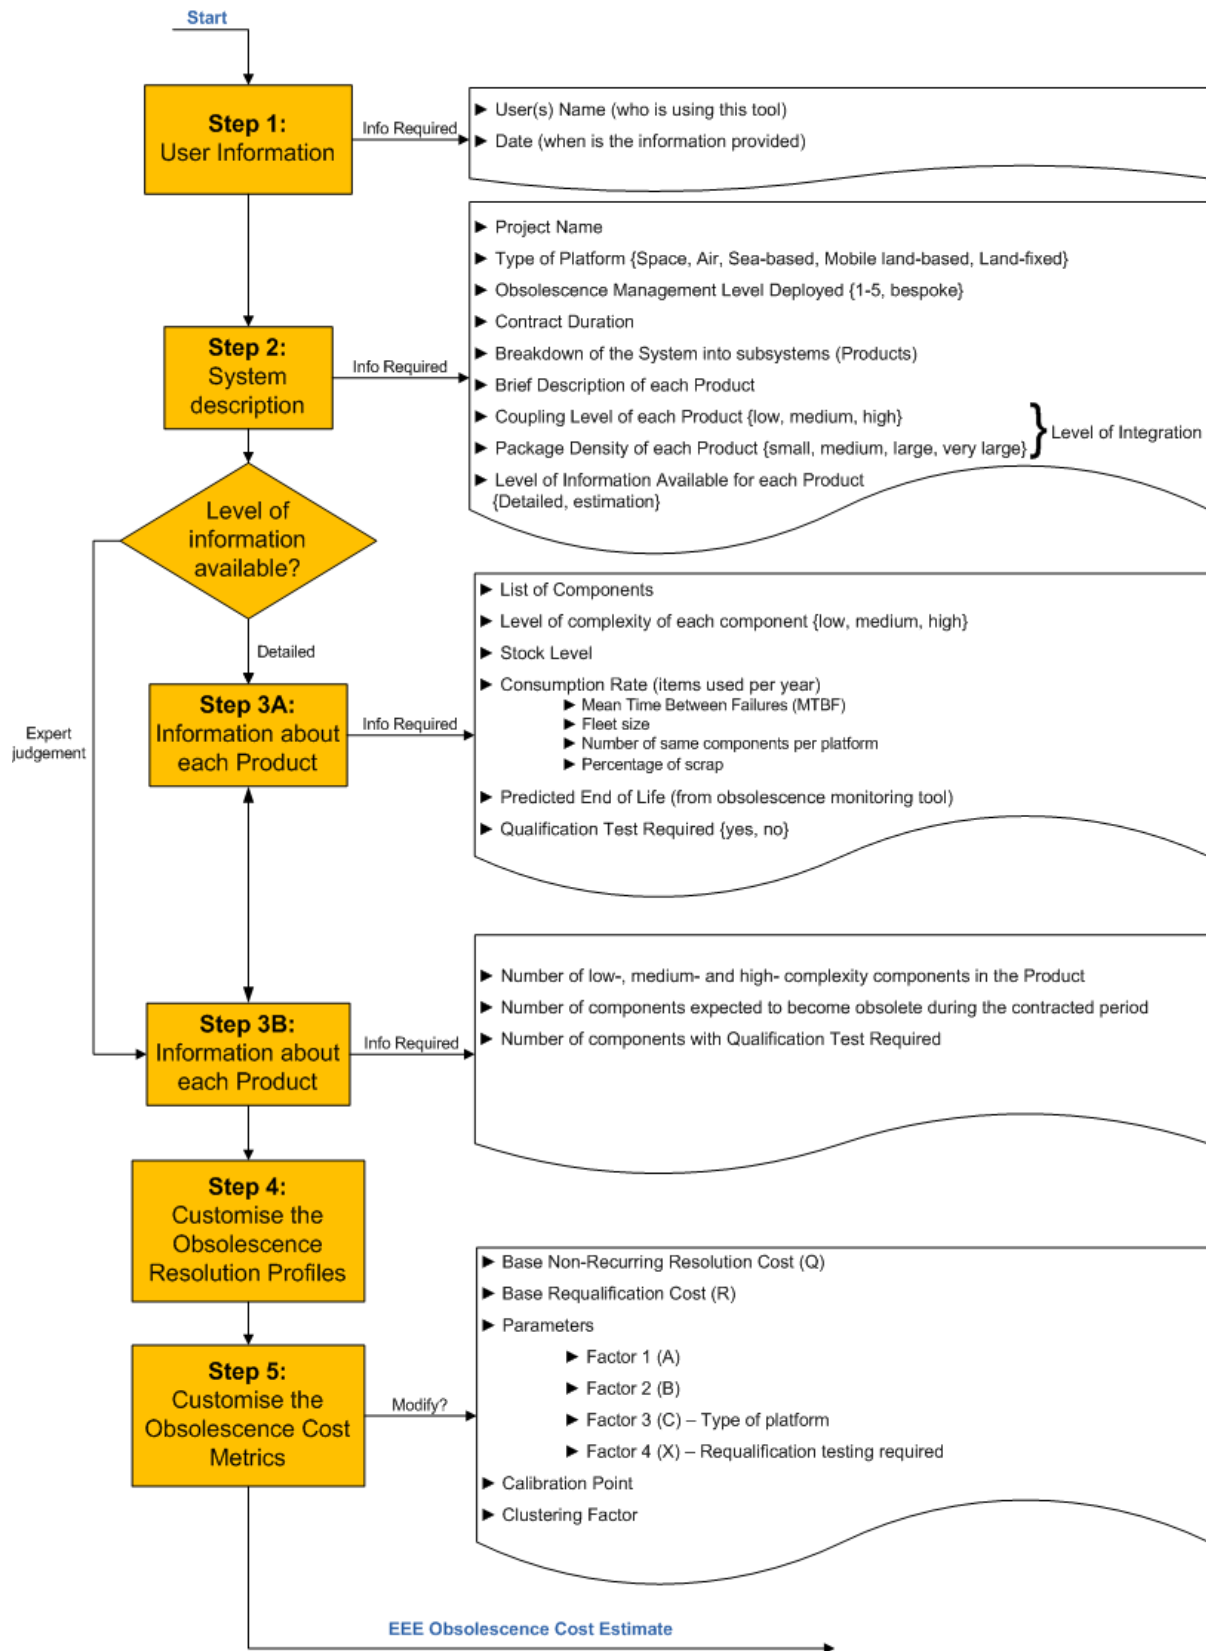 Start
Step 1:
User Information
Info Required
► User(s) Name (who is using this tool)
► Date (when is the information provided)
Step 2:
System
description
Info Required
► Project Name
► Type of Platform {Space, Air, Sea-based, Mobile land-based, Land-fixed}
► Obsolescence Management Level Deployed {1-5, bespoke}
► Contract Duration
► Breakdown of the System into subsystems (Products)
► Brief Description of each Product
► Coupling Level of each Product {low, medium, high}
► Package Density of each Product {small, medium, large, very large}
} Level of Integration
► Level of Information Available for each Product
{Detailed, estimation}
Level of
information
available?
Detailed
Expert
judgement
Step 3A:
Information about
each Product
Info Required
► List of Components
► Level of complexity of each component {low, medium, high}
► Stock Level
► Consumption Rate (items used per year)
► Mean Time Between Failures (MTBF)
► Fleet size
► Number of same components per platform
► Percentage of scrap
► Predicted End of Life (from obsolescence monitoring tool)
► Qualification Test Required {yes, no}
Step 3B:
Information about
each Product
Info Required
► Number of low-, medium- and high- complexity components in the Product
► Number of components expected to become obsolete during the contracted period
► Number of components with Qualification Test Required
Step 4:
Customise the
Obsolescence
Resolution Profiles
Step 5:
Customise the
Obsolescence Cost
Metrics
Modify?
► Base Non-Recurring Resolution Cost (Q)
► Base Requalification Cost (R)
► Parameters
► Factor 1 (A)
► Factor 2 (B)
► Factor 3 (C) – Type of platform
► Factor 4 (X) – Requalification testing required
► Calibration Point
► Clustering Factor
EEE Obsolescence Cost Estimate